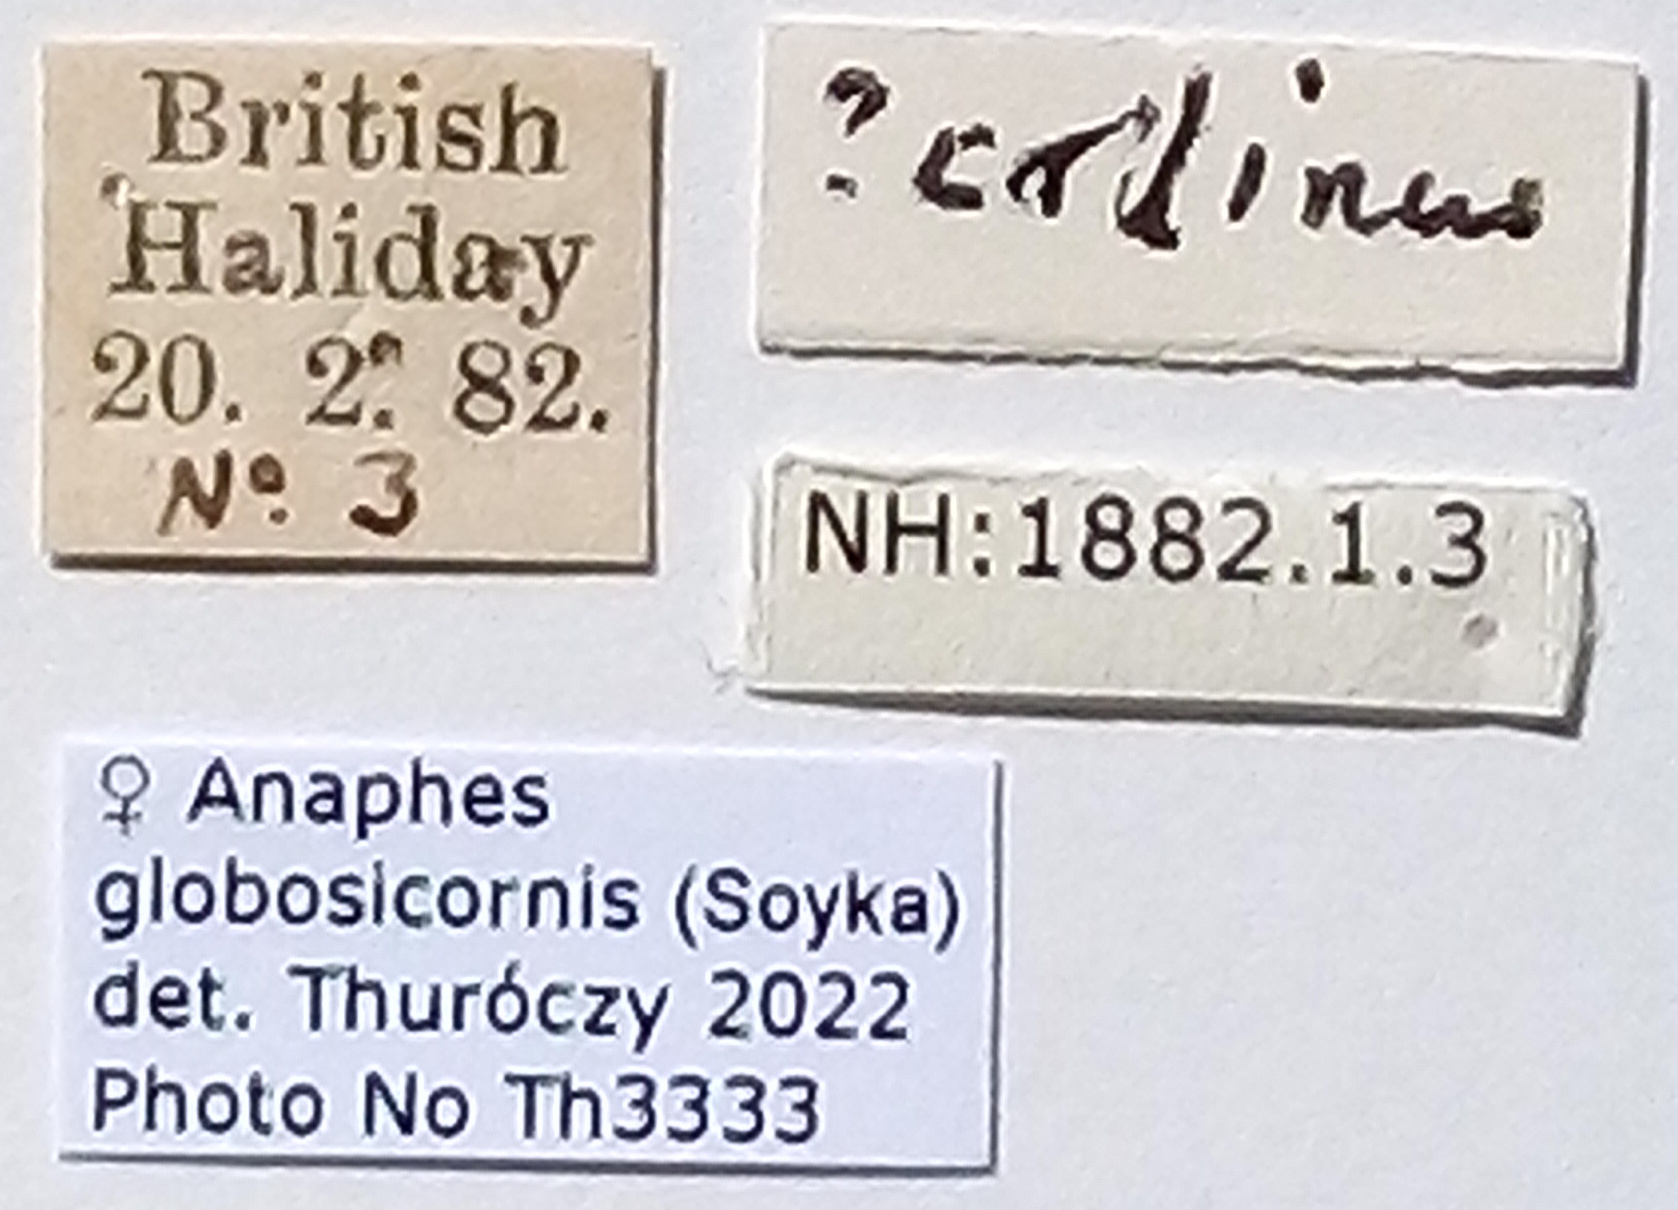 British
Haliday
20. 2. 82.
Nº. 3
?
NH:1882.1.3
♀ Anaphes
globosicornis (Soyka)
det. Thuróczy 2022
Photo No Th3333